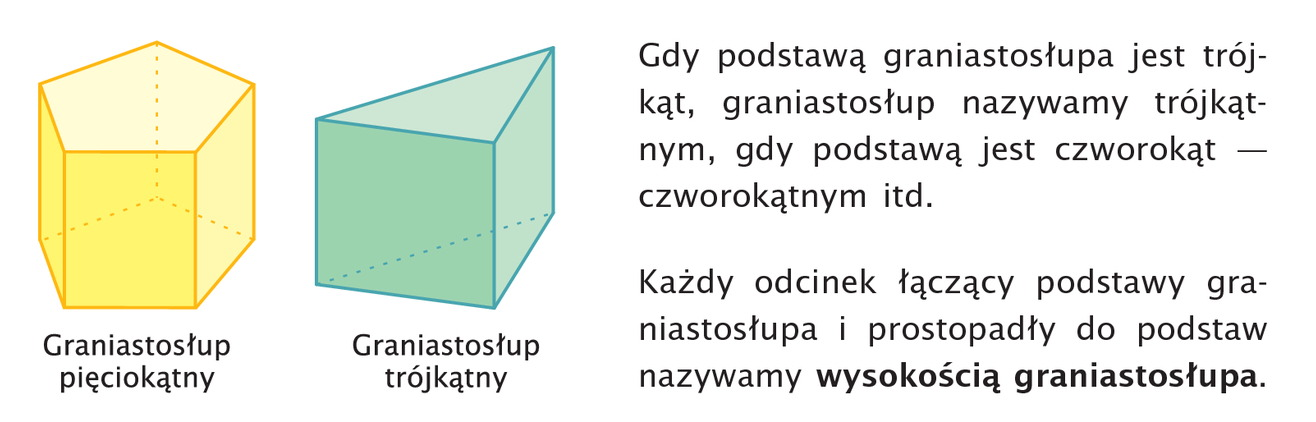 Graniastosłup
pięciokątny
Graniastosłup
trójkątny
Gdy podstawą graniastosłupa jest trój-
kąt, graniastosłup nazywamy trójkąt-
nym, gdy podstawą jest czworokąt —
czworokątnym itd.
Każdy odcinek łączący podstawy gra-
niastosłupa i prostopadły do podstaw
nazywamy wysokością graniastosłupa.